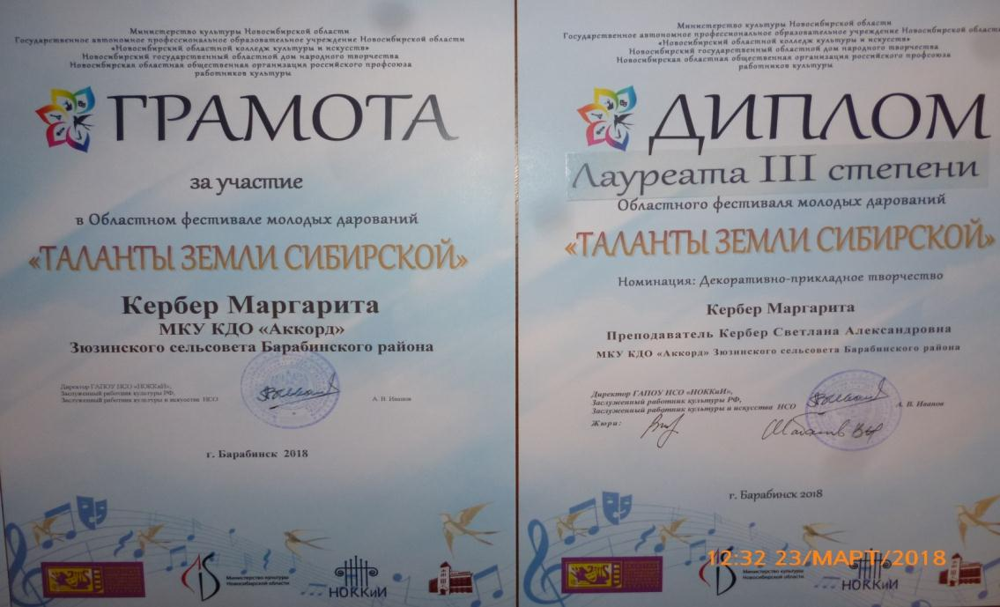 Министерство культуры Новосибирской области
Государственное автономное профессиональное образовательное учреждение Новосибирской области
«Новосибирский областной колледж культуры и искусств»
Новосибирский государственный областной дом народного творчества
Новосибирская областная общественная организация российского профсоюза
работников культуры
ГРАМОТА
за участие
в Областном фестивале молодых дарований
«ТАЛАНТЫ ЗЕМЛИ СИБИРСКОЙ»
Кербер Маргарита
МКУ КДО «Аккорд»
Зюзинского сельсовета Барабинского района
Директор ГАПОУ НСО «НОККиИ»,
Заслуженный работник культуры РФ,
Заслуженный работник культуры и искусства НСО А. В. Иванов
г. Барабинск 2018
Министерство культуры
Новосибирской области
НОККиИ
Министерство культуры Новосибирской области
Государственное автономное профессиональное образовательное учреждение Новосибирской области
«Новосибирский областной колледж культуры и искусств»
Новосибирский государственный областной дом народного творчества
Новосибирская областная общественная организация российского профсоюза
работников культуры
ДИПЛОМ
Лауреата III степени
Областного фестиваля молодых дарований
«ТАЛАНТЫ ЗЕМЛИ СИБИРСКОЙ»
Номинация: Декоративно-прикладное творчество
Кербер Маргарита
Преподаватель Кербер Светлана Александровна
МКУ КДО «Аккорд» Зюзинского сельсовета Барабинского района
Директор ГАПОУ НСО «НОККиИ»,
Заслуженный работник культуры РФ,
Заслуженный работник культуры и искусства НСО А. В. Иванов
Жюри:
г. Барабинск 2018
12:32 23/МАРТ/2018
Министерство культуры
Новосибирской области
НОККиИ